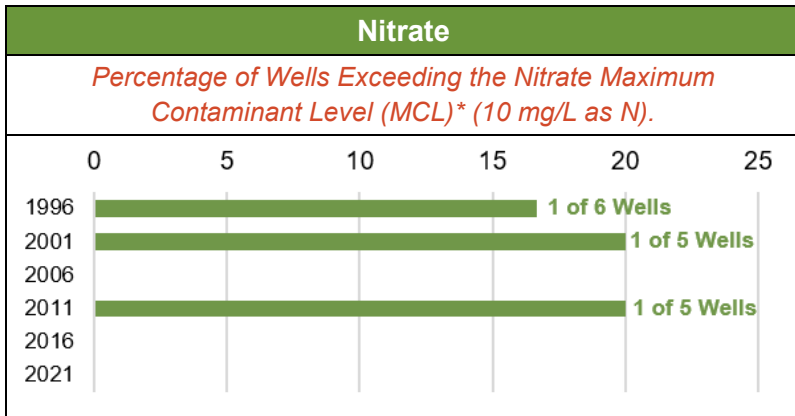 Nitrate
Percentage of Wells Exceeding the Nitrate Maximum
Contaminant Level (MCL)* (10 mg/L as N).
0 5 10 15 20 25
1996 1 of 6 Wells
2001 1 of 5 Wells
2006
2011 1 of 5 Wells
2016
2021